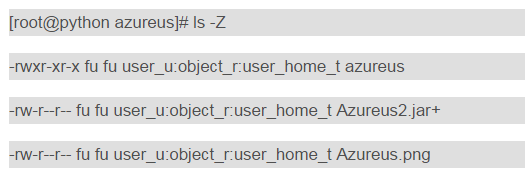 [root@python azureus]# ls -Z
-rwxr-xr-x fu fu user_u:object_r:user_home_t azureus
-rw-r--r-- fu fu user_u:object_r:user_home_t Azureus2.jar+
-rw-r--r-- fu fu user_u:object_r:user_home_t Azureus.png